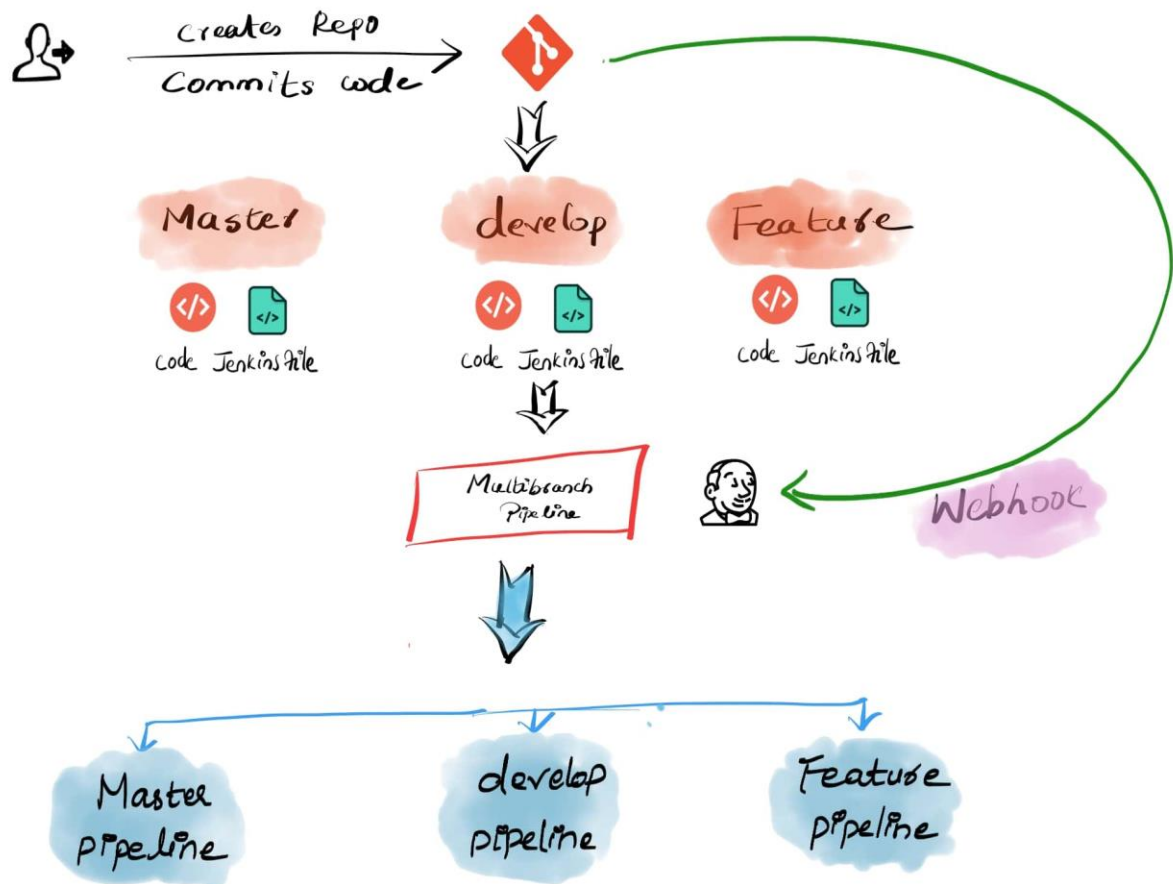 Creates Repo
Commits code
Master
develop
Feature
</>
</>
</>
</>
</>
</>
code Jenkinsfile
code Jenkinsfile
code Jenkinsfile
Multibranch
Pipeline
Webhook
Master
pipeline
develop
pipeline
Feature
pipeline